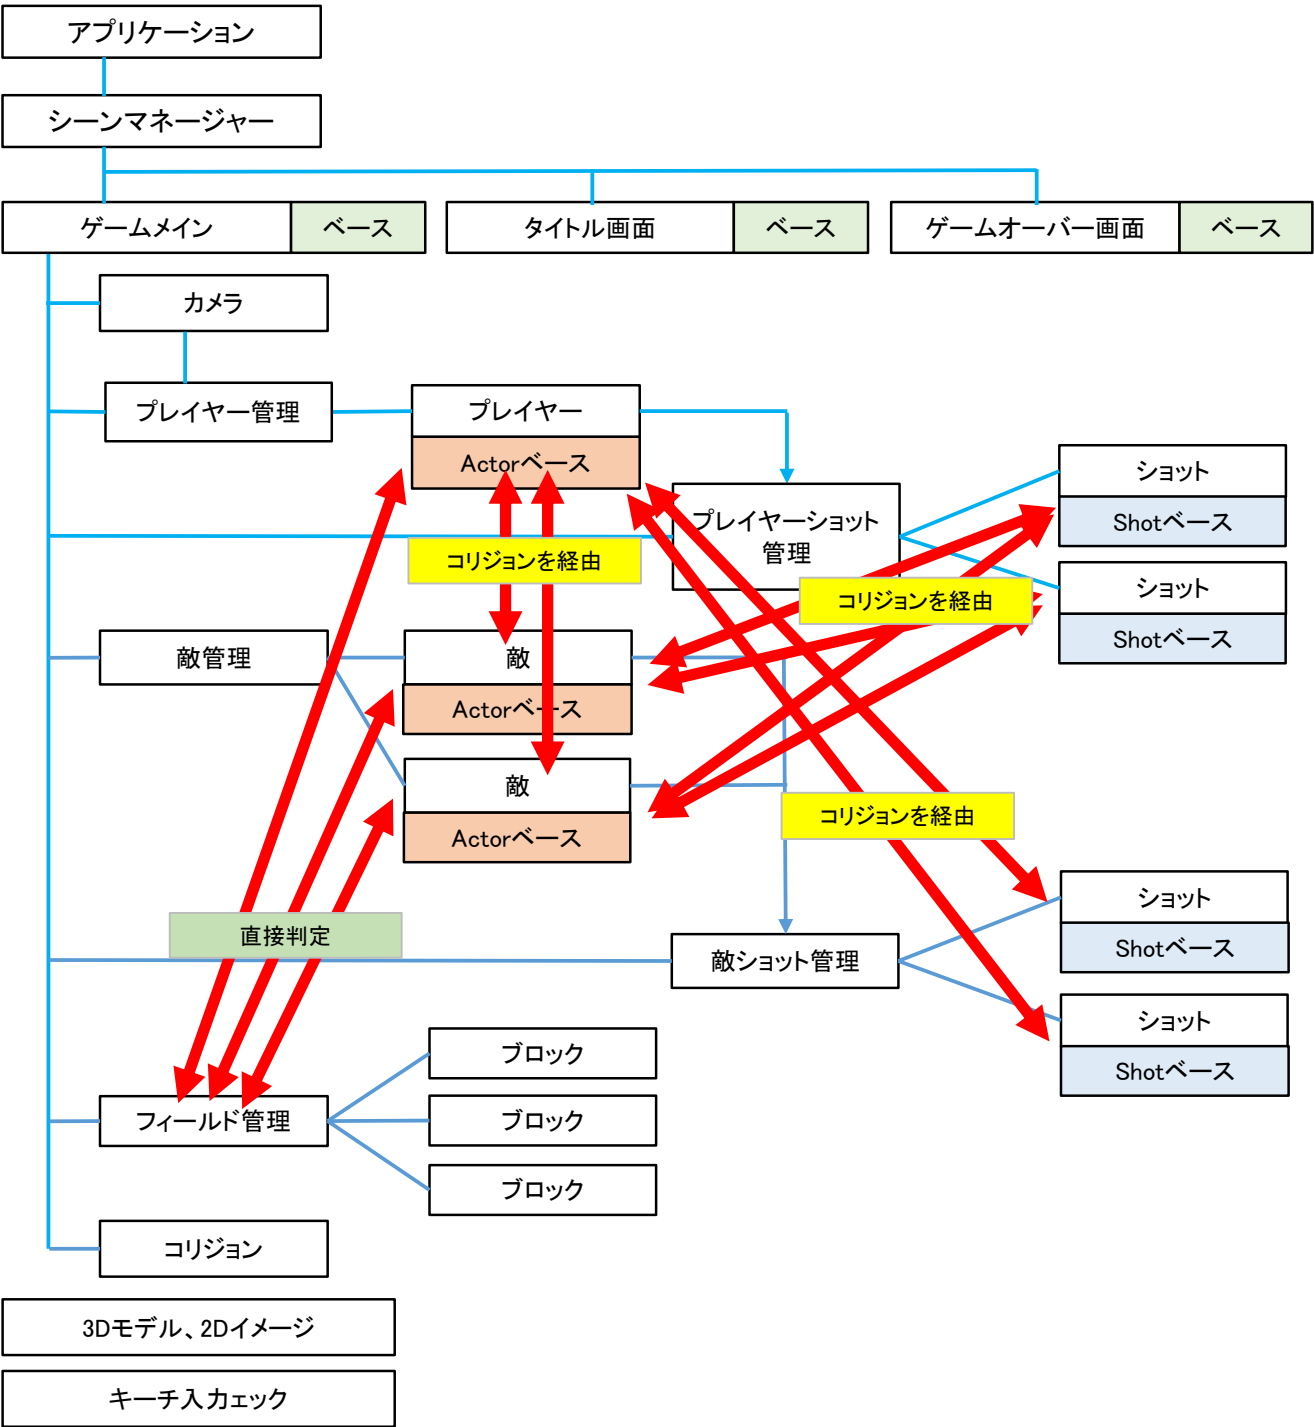 アプリケーション
シーンマネージャー
ゲームメイン
ベース
タイトル画面
ベース
ゲームオーバー画面
ベース
カメラ
プレイヤー管理
プレイヤー
Actorベース
プレイヤーショット
管理
ショット
Shotベース
コリジョンを経由
ショット
Shotベース
コリジョンを経由
敵管理
敵
Actorベース
敵
Actorベース
コリジョンを経由
直接判定
敵ショット管理
ショット
Shotベース
ショット
Shotベース
ブロック
フィールド管理
ブロック
ブロック
コリジョン
3Dモデル、2Dイメージ
キーチ入力ェック